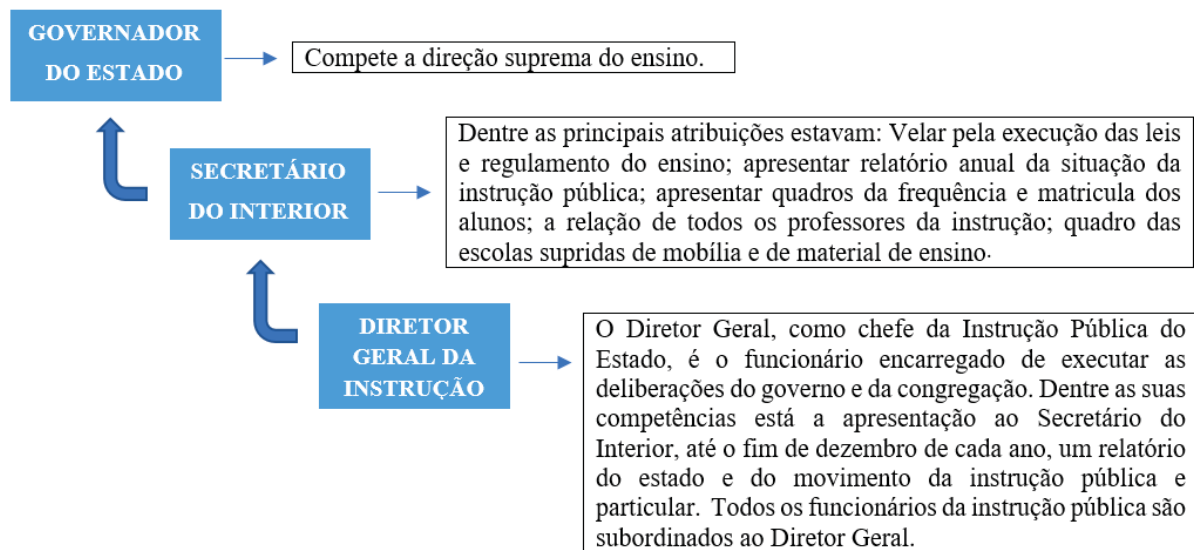 GOVERNADOR
DO ESTADO
Compete a direção suprema do ensino.
SECRETÁRIO
DO INTERIOR
Dentre as principais atribuições estavam: Velar pela execução das leis
e regulamento do ensino; apresentar relatório anual da situação da
instrução pública; apresentar quadros da frequência e matricula dos
alunos; a relação de todos os professores da instrução; quadro das
escolas supridas de mobília e de material de ensino.
DIRETOR
GERAL DA
INSTRUÇÃO
O Diretor Geral, como chefe da Instrução Pública do
Estado, é o funcionário encarregado de executar as
deliberações do governo e da congregação. Dentre as suas
competências está a apresentação ao Secretário do
Interior, até o fim de dezembro de cada ano, um relatório
do estado e do movimento da instrução pública e
particular. Todos os funcionários da instrução pública são
subordinados ao Diretor Geral.